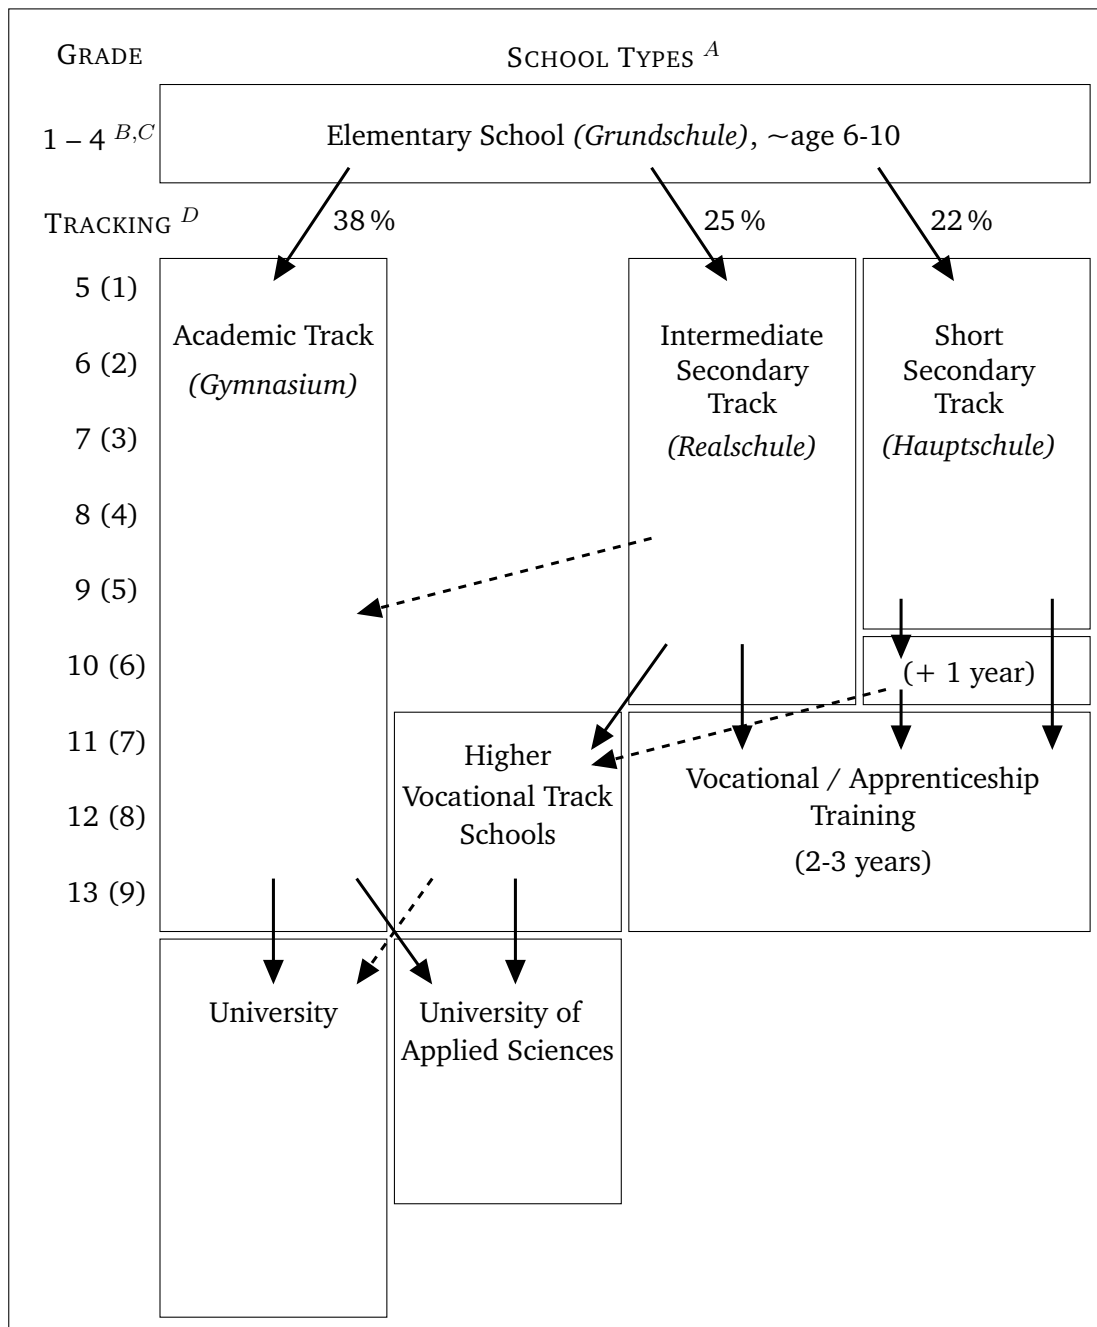 GRADE
SCHOOL TYPES A
1 – 4 B,C
Elementary School (Grundschule), ~age 6-10
TRACKING D
38 %
25 %
22 %
5 (1)
6 (2)
7 (3)
8 (4)
9 (5)
10 (6)
11 (7)
12 (8)
13 (9)
Academic Track
(Gymnasium)
Intermediate
Secondary
Track
(Realschule)
Short
Secondary
Track
(Hauptschule)
(+ 1 year)
Higher
Vocational Track
Schools
Vocational / Apprenticeship
Training
(2-3 years)
University
University of
Applied Sciences